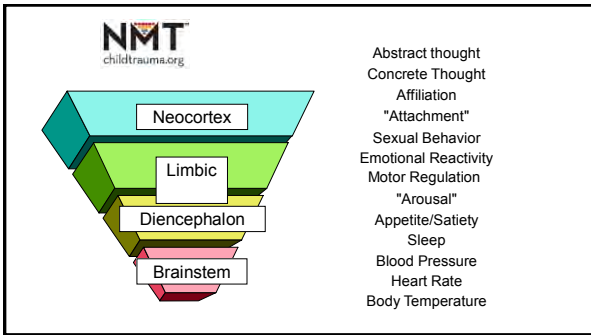 NMT
childtrauma.org
Neocortex
Limbic
Diencephalon
Brainstem
Abstract thought
Concrete Thought
Affiliation
"Attachment"
Sexual Behavior
Emotional Reactivity
Motor Regulation
"Arousal"
Appetite/Satiety
Sleep
Blood Pressure
Heart Rate
Body Temperature